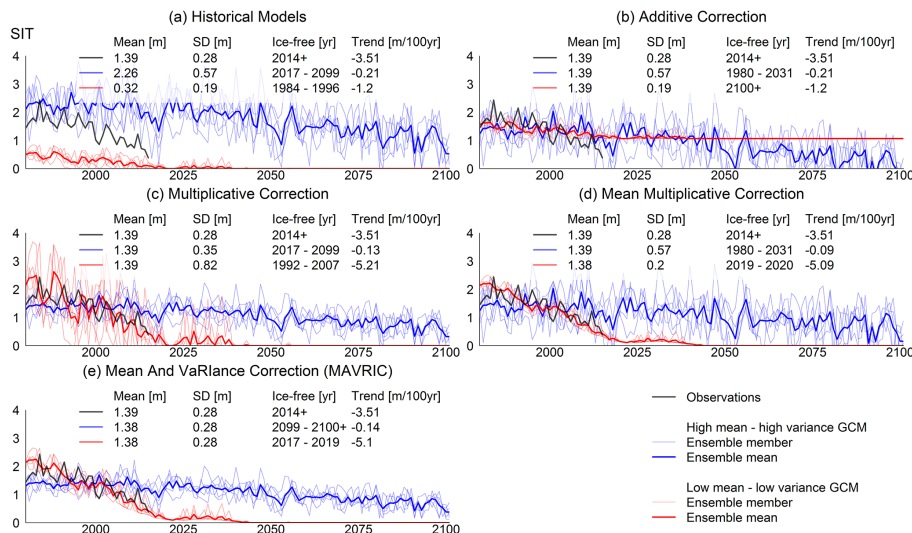 (a) Historical Models
SIT
Mean [m] SD [m] Ice-free [yr] Trend [m/100yr]
1.39 0.28 2014+ -3.51
2.26 0.57 2017 - 2099 -0.21
0.32 0.19 1984 - 1996 -1.2
4
3
2
1
0
2000 2025 2050 2075 2100
(b) Additive Correction
Mean [m] SD [m] Ice-free [yr] Trend [m/100yr]
1.39 0.28 2014+ -3.51
1.39 0.57 1980 - 2031 -0.21
1.39 0.19 2100+ -1.2
4
3
2
1
0
2000 2025 2050 2075 2100
(c) Multiplicative Correction
Mean [m] SD [m] Ice-free [yr] Trend [m/100yr]
1.39 0.28 2014+ -3.51
1.39 0.35 2017 - 2099 -0.13
1.39 0.82 1992 - 2007 -5.21
4
3
2
1
0
2000 2025 2050 2075 2100
(d) Mean Multiplicative Correction
Mean [m] SD [m] Ice-free [yr] Trend [m/100yr]
1.39 0.28 2014+ -3.51
1.39 0.57 1980 - 2031 -0.09
1.38 0.2 2019 - 2020 -5.09
4
3
2
1
0
2000 2025 2050 2075 2100
(e) Mean And VaRIance Correction (MAVRIC)
Mean [m] SD [m] Ice-free [yr] Trend [m/100yr]
1.39 0.28 2014+ -3.51
1.38 0.28 2099 - 2100+ -0.14
1.38 0.28 2017 - 2019 -5.1
4
3
2
1
0
2000 2025 2050 2075 2100
Observations
High mean - high variance GCM
Ensemble member
Ensemble mean
Low mean - low variance GCM
Ensemble member
Ensemble mean